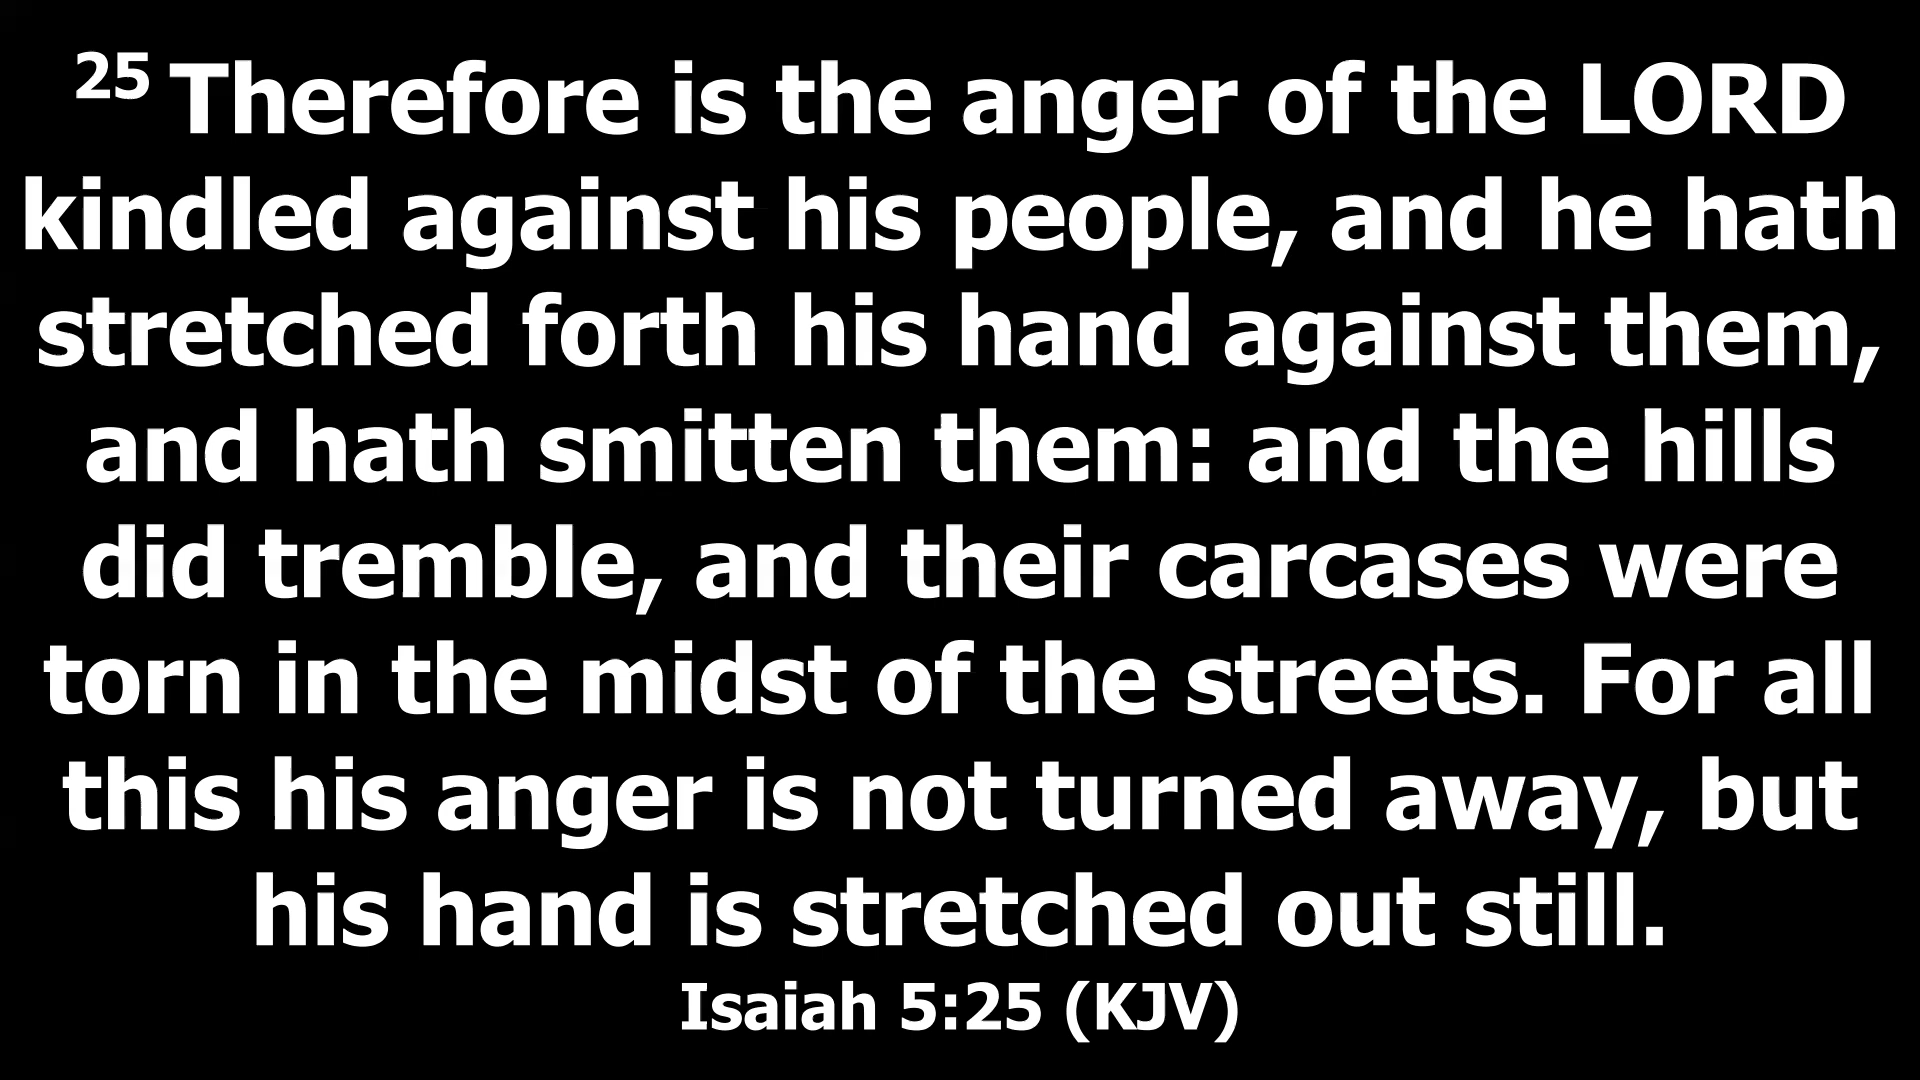 25 Therefore is the anger of the LORD
kindled against his people, and he hath
stretched forth his hand against them,
and hath smitten them: and the hills
did tremble, and their carcases were
torn in the midst of the streets. For all
this his anger is not turned away, but
his hand is stretched out still.
Isaiah 5:25 (KJV)